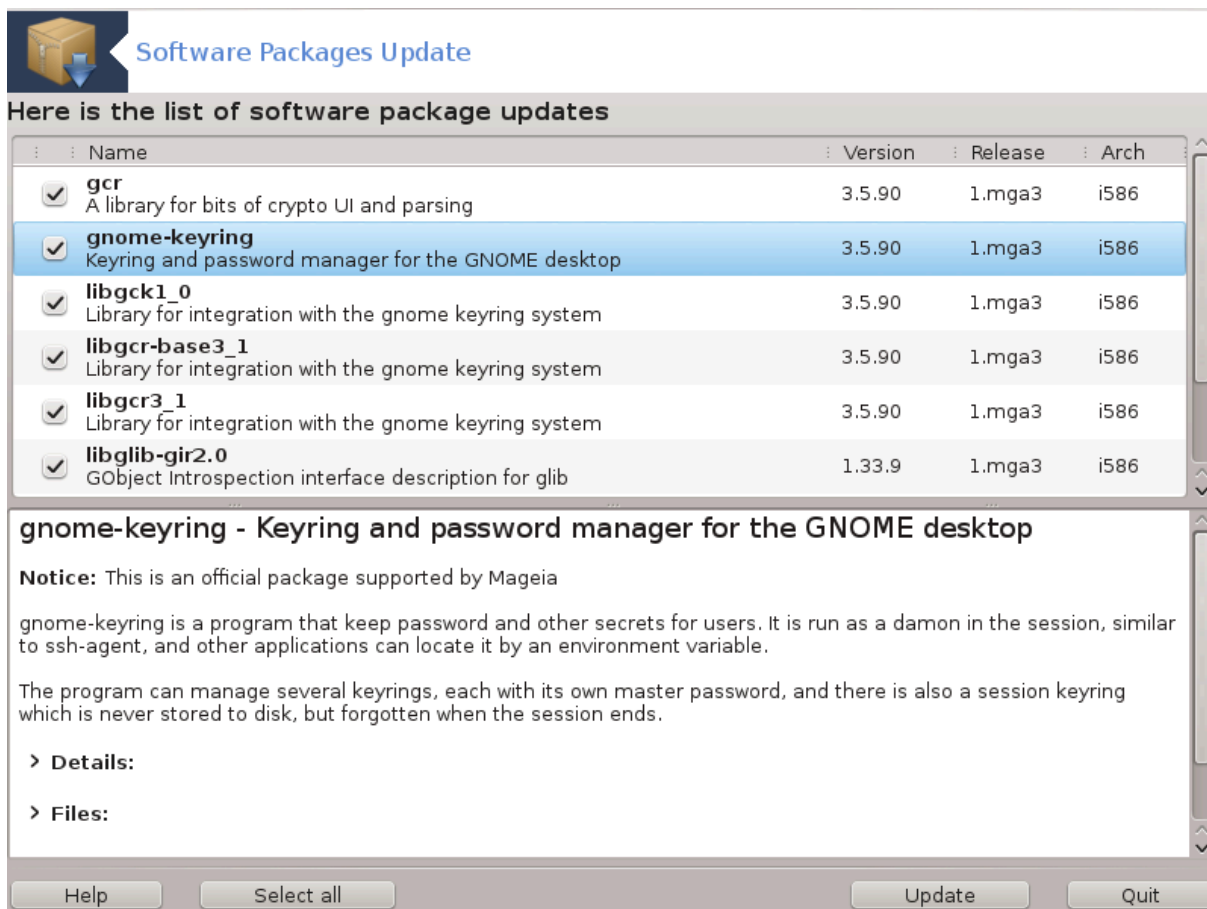 Software Packages Update
Here is the list of software package updates
Name Version Release Arch
gcr
A library for bits of crypto UI and parsing
3.5.90 1.mga3 i586
gnome-keyring
Keyring and password manager for the GNOME desktop
3.5.90 1.mga3 i586
libgck1_0
Library for integration with the gnome keyring system
3.5.90 1.mga3 i586
libgcr-base3_1
Library for integration with the gnome keyring system
3.5.90 1.mga3 i586
libgcr3_1
Library for integration with the gnome keyring system
3.5.90 1.mga3 i586
libglib-gir2.0
GObject Introspection interface description for glib
1.33.9 1.mga3 i586
gnome-keyring - Keyring and password manager for the GNOME desktop
Notice: This is an official package supported by Mageia
gnome-keyring is a program that keep password and other secrets for users. It is run as a damon in the session, similar
to ssh-agent, and other applications can locate it by an environment variable.
The program can manage several keyrings, each with its own master password, and there is also a session keyring
which is never stored to disk, but forgotten when the session ends.
Details:
Files:
Help Select all Update Quit